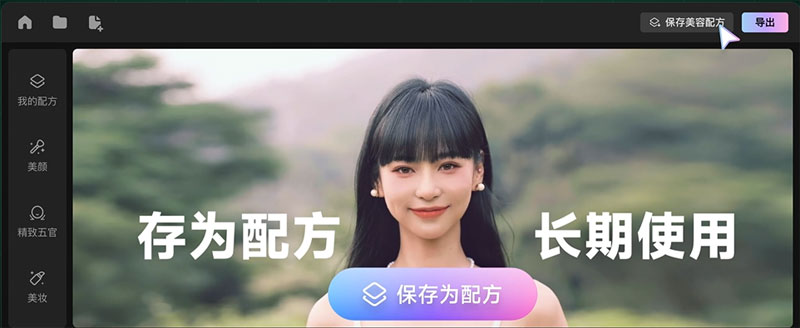 保存美容配方
导出
我的配方
美颜
精致五官
美妆
存为配方
长期使用
保存为配方